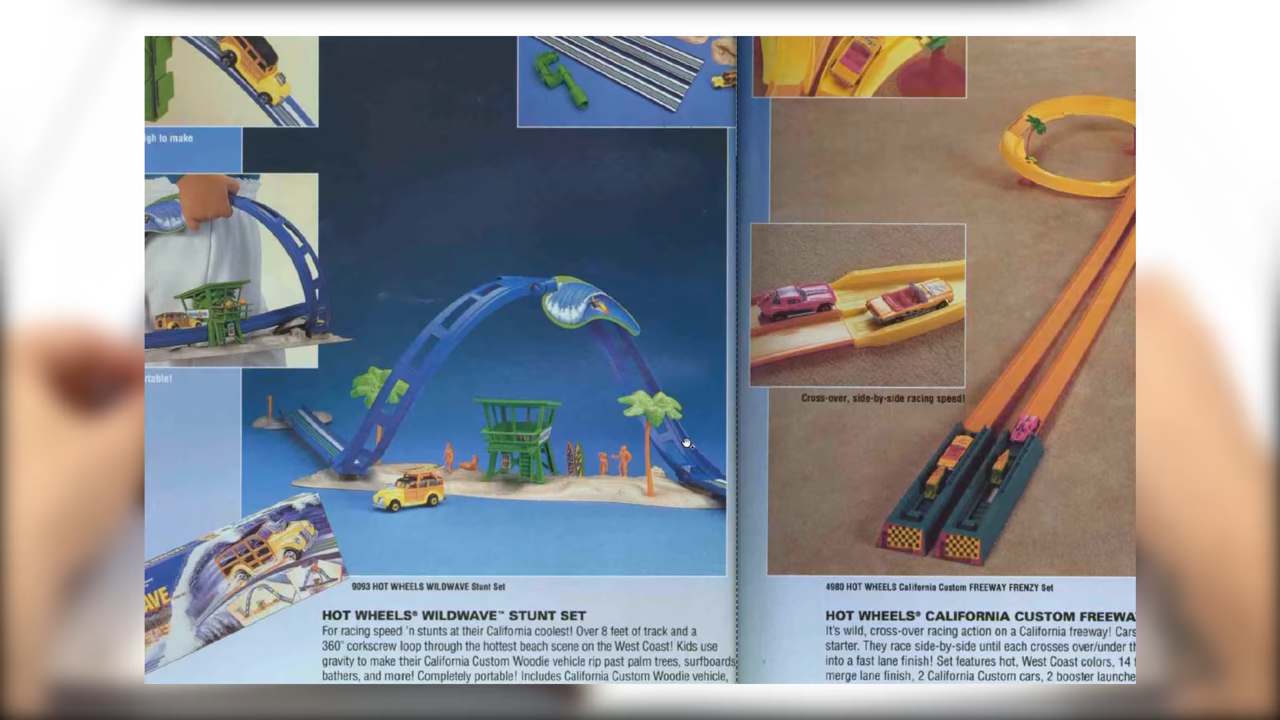 igh to make
rtable!
AVE
9093 HOT WHEELS WILDWAVE Stunt Set
HOT WHEELS® WILDWAVE™ STUNT SET
For racing speed 'n stunts at their California coolest! Over 8 feet of track and a
360° corkscrew loop through the hottest beach scene on the West Coast! Kids use
gravity to make their California Custom Woodie vehicle rip past palm trees, surfboards,
bathers, and more! Completely portable! Includes California Custom Woodie vehicle,
Cross-over, side-by-side racing speed!
4980 HOT WHEELS California Custom FREEWAY FRENZY Set
HOT WHEELS® CALIFORNIA CUSTOM FREEWA
It's wild, cross-over racing action on a California freeway! Cars
starter. They race side-by-side until each crosses over/under th
into a fast lane finish! Set features hot, West Coast colors, 14 f
merge lane finish, 2 California Custom cars, 2 booster launche